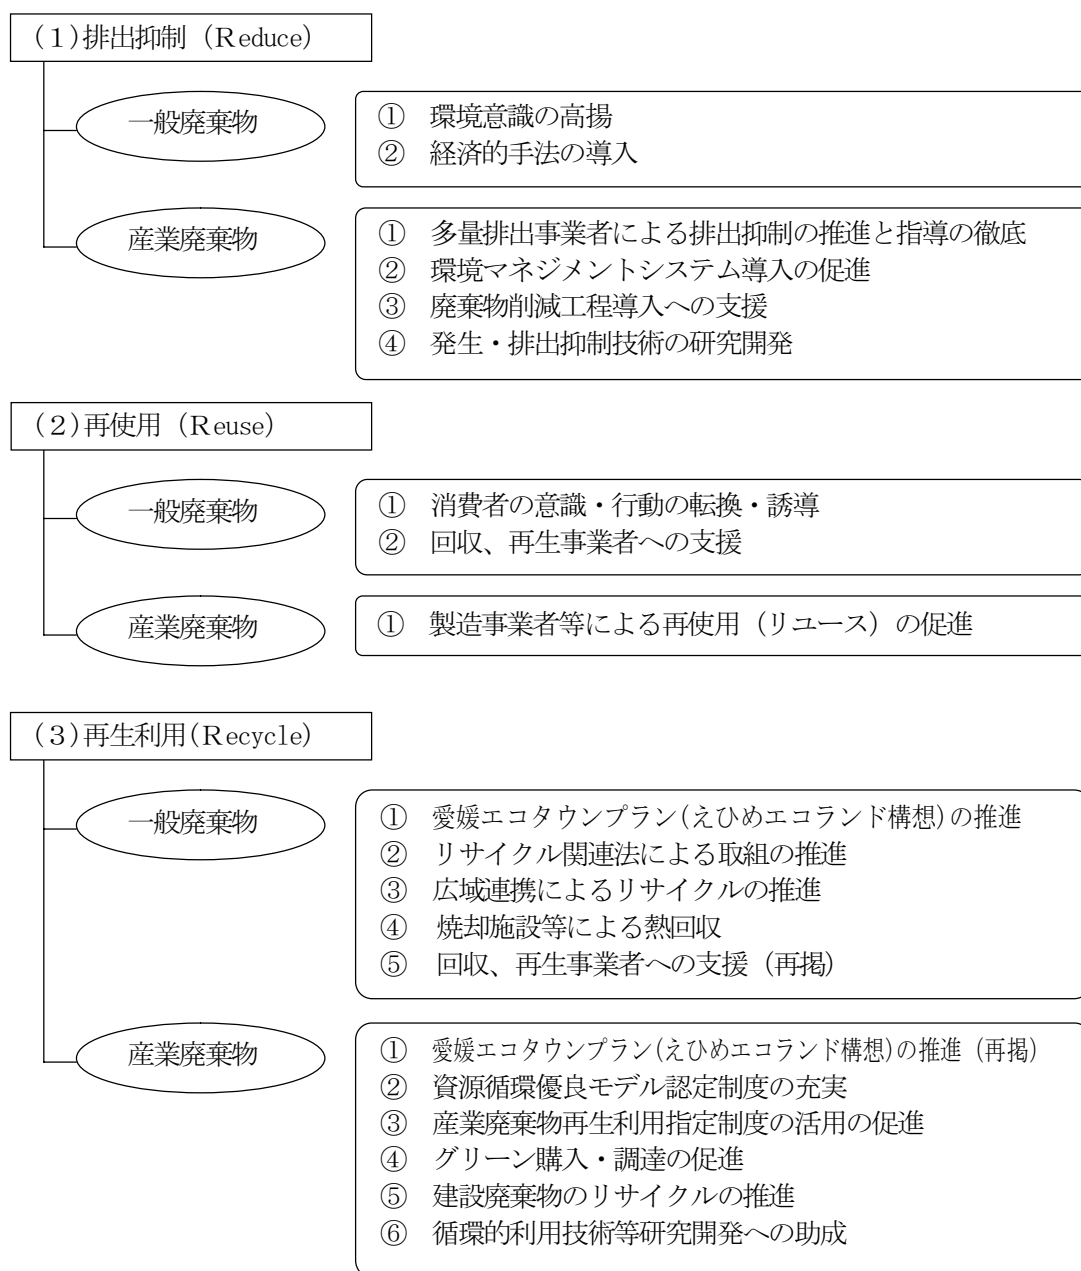 (1)排出抑制 (Reduce)
一般廃棄物
① 環境意識の高揚
② 経済的手法の導入
産業廃棄物
① 多量排出事業者による排出抑制の推進と指導の徹底
② 環境マネジメントシステム導入の促進
③ 廃棄物削減工程導入への支援
④ 発生・排出抑制技術の研究開発
(2)再使用 (Reuse)
一般廃棄物
① 消費者の意識・行動の転換・誘導
② 回収、再生事業者への支援
産業廃棄物
① 製造事業者等による再使用(リユース)の促進
(3)再生利用(Recycle)
一般廃棄物
① 愛媛エコタウンプラン(えひめエコランド構想)の推進
② リサイクル関連法による取組の推進
③ 広域連携によるリサイクルの推進
④ 焼却施設等による熱回収
⑤ 回収、再生事業者への支援(再掲)
産業廃棄物
① 愛媛エコタウンプラン(えひめエコランド構想)の推進(再掲)
② 資源循環優良モデル認定制度の充実
③ 産業廃棄物再生利用指定制度の活用の促進
④ グリーン購入・調達の促進
⑤ 建設廃棄物のリサイクルの推進
⑥ 循環的利用技術等研究開発への助成